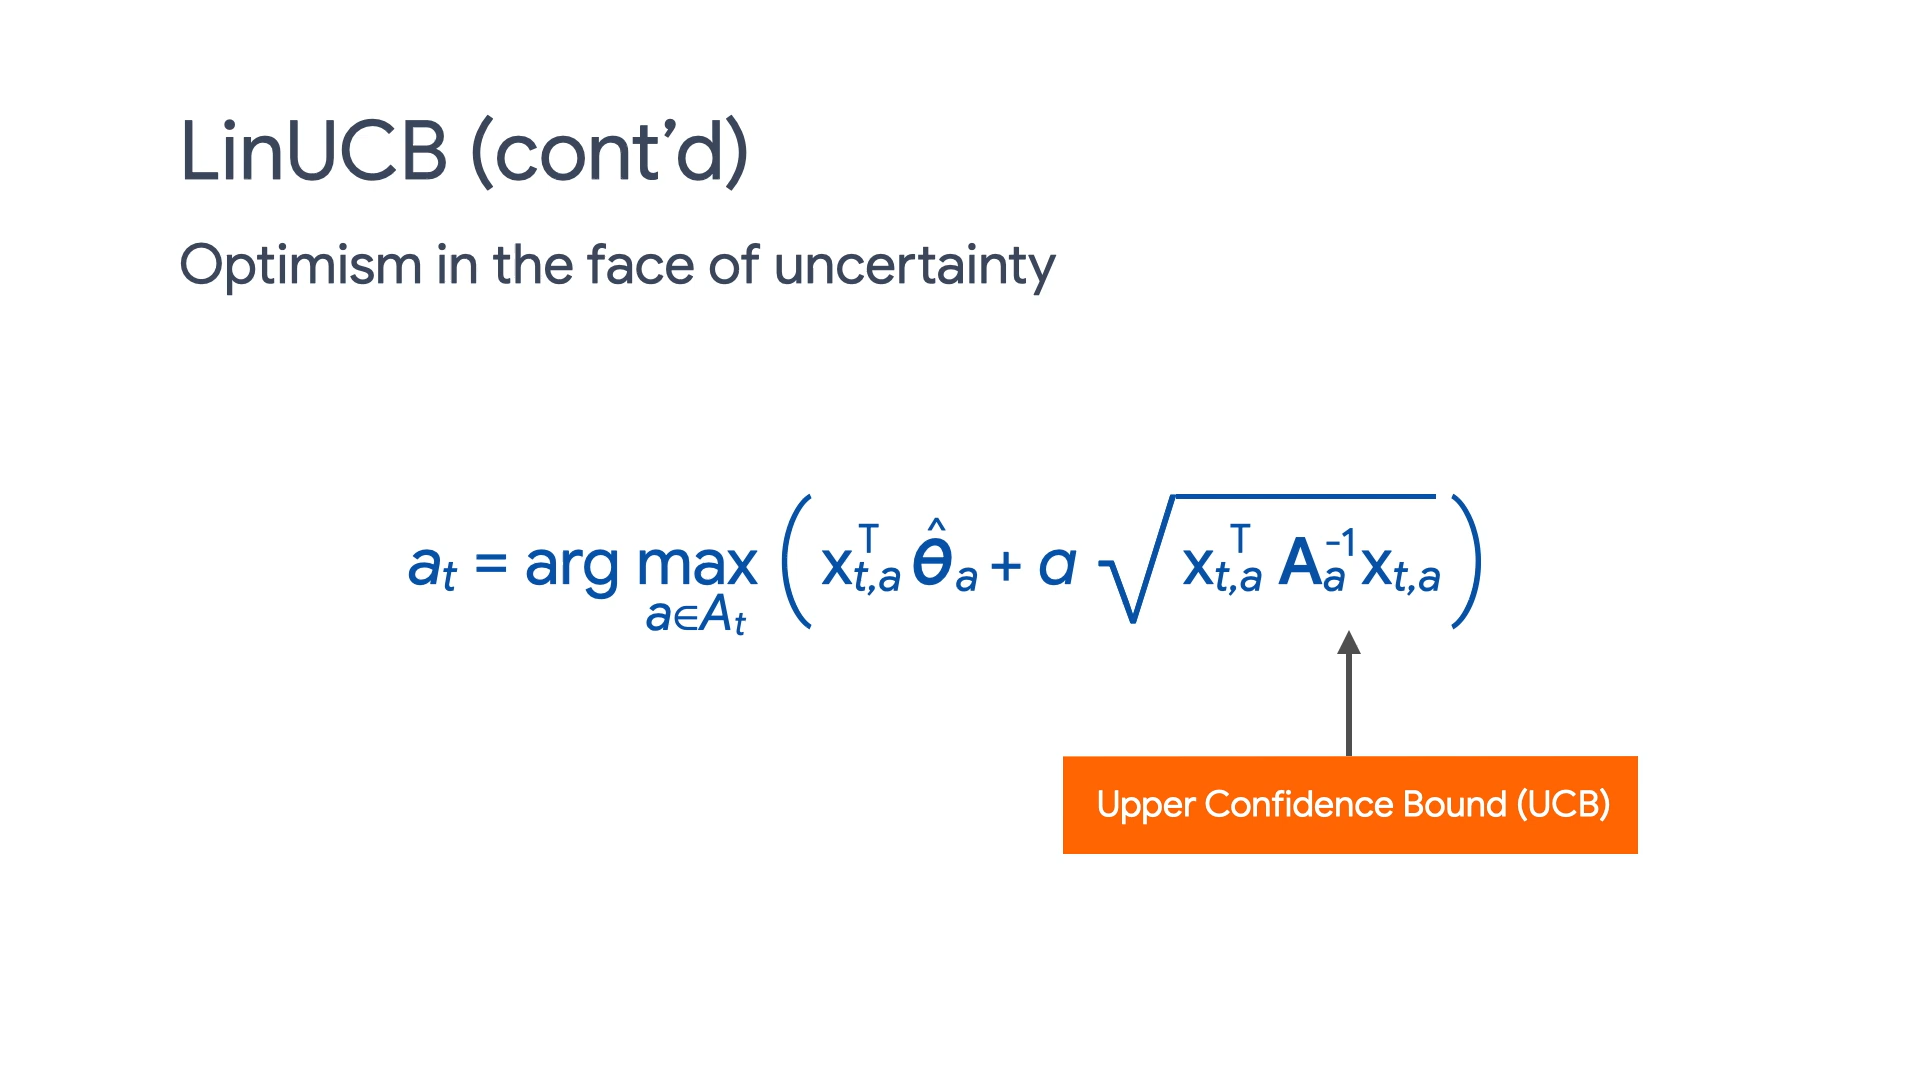 LinUCB (cont’d)
Optimism in the face of uncertainty
a_t = arg max_{a∈A_t} ( x_{t,a}^T θ̂_a + α √( x_{t,a}^T A_a^{-1} x_{t,a} ) )
Upper Confidence Bound (UCB)